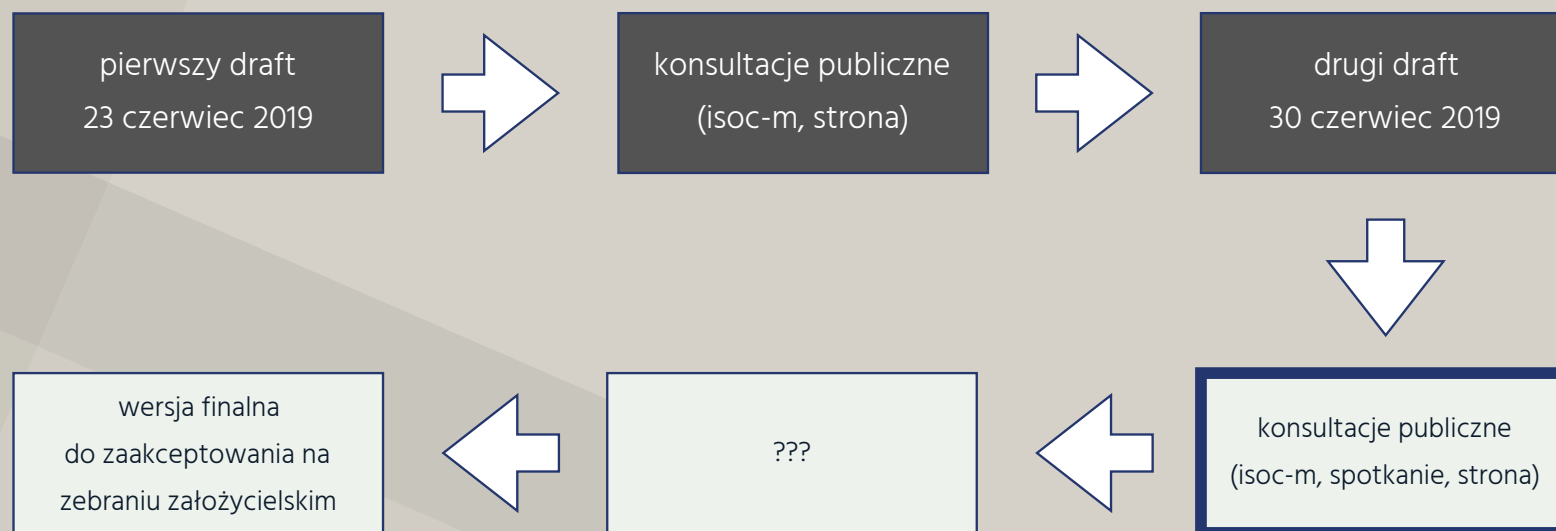 pierwszy draft
23 czerwiec 2019
konsultacje publiczne
(isoc-m, strona)
drugi draft
30 czerwiec 2019
konsultacje publiczne
(isoc-m, spotkanie, strona)
???
wersja finalna
do zaakceptowania na
zebraniu założycielskim